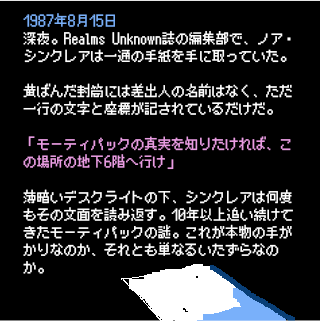 1987年8月15日
深夜。Realms Unknown誌の編集部で、ノア・
シンクレアは一通の手紙を手に取っていた。
黄ばんだ封筒には差出人の名前はなく、ただ
一行の文字と座標が記されているだけだ。
「モーティパックの真実を知りたければ、こ
の場所の地下6階へ行け」
薄暗いデスクライトの下、シンクレアは何度
もその文面を読み返す。10年以上追い続けて
きたモーティパックの謎。これが本物の手が
かりなのか、それとも単なるいたずらなの
か。